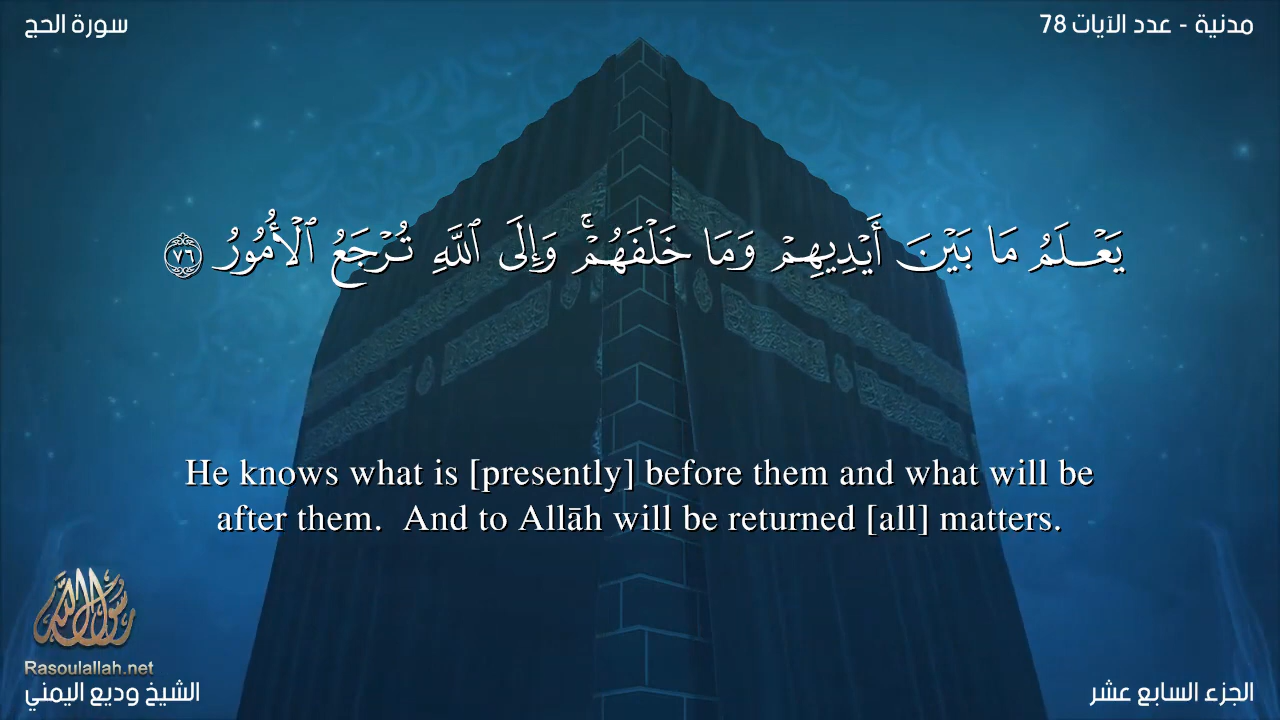 سورة الحج
مدنية - عدد الآيات 78
يَعْلَمُ مَا بَيْنَ أَيْدِيهِمْ وَمَا خَلْفَهُمْ ۗ وَإِلَى ٱللَّهِ تُرْجَعُ ٱلْأُمُورُ ٧٦
He knows what is [presently] before them and what will be
after them. And to Allāh will be returned [all] matters.
رسول الله
Rasoulallah.net
الشيخ وديع اليمني
الجزء السابع عشر